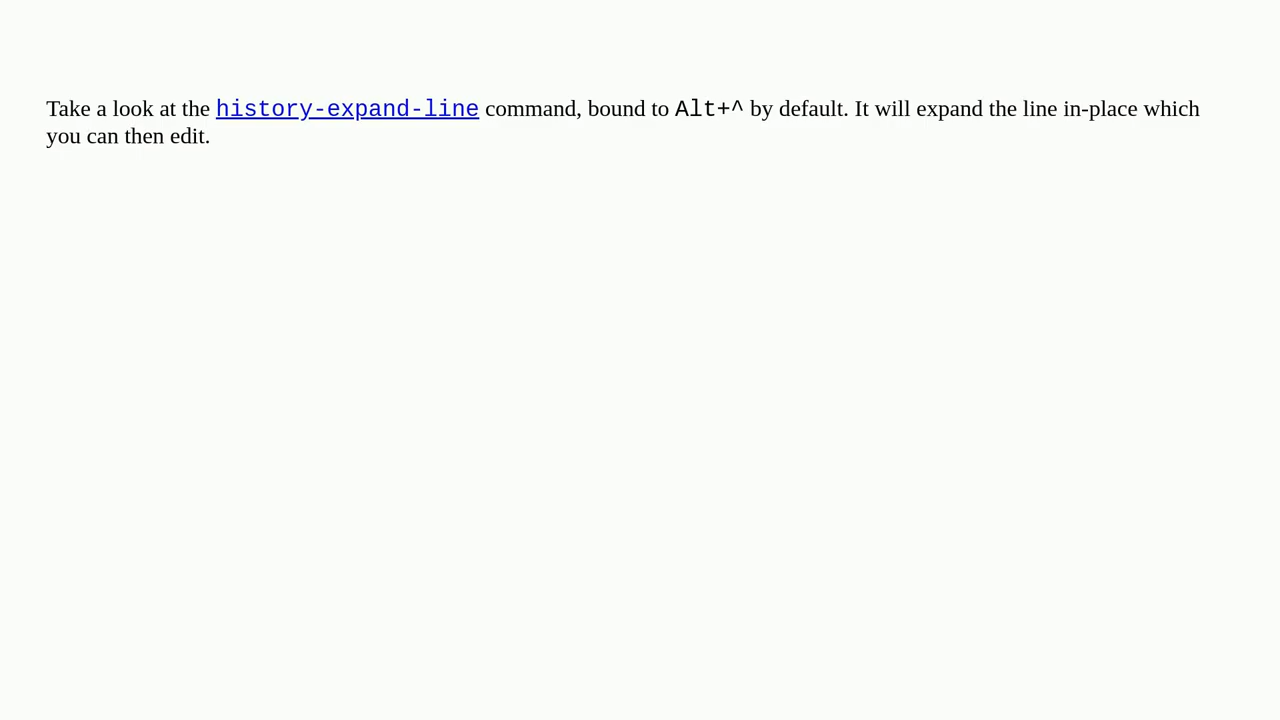 Take a look at the history-expand-line command, bound to Alt+^ by default. It will expand the line in-place which
you can then edit.